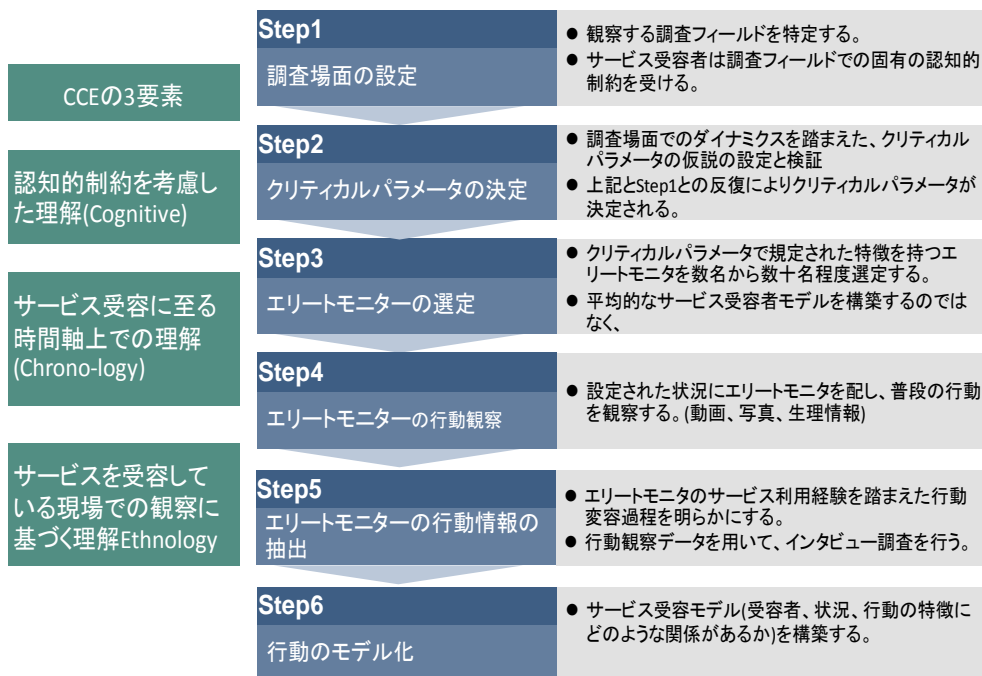 CCEの3要素
認知的制約を考慮し
た理解(Cognitive)
サービス受容に至る
時間軸上での理解
(Chrono-logy)
サービスを受容して
いる現場での観察に
基づく理解Ethnology
Step1
調査場面の設定
● 観察する調査フィールドを特定する。
● サービス受容者は調査フィールドでの固有の認知的
制約を受ける。
Step2
クリティカルパラメータの決定
● 調査場面でのダイナミクスを踏まえた、クリティカル
パラメータの仮説の設定と検証
● 上記とStep1との反復によりクリティカルパラメータが
決定される。
Step3
エリートモニターの選定
● クリティカルパラメータで規定された特徴を持つエ
リートモニタを数名から数十名程度選定する。
● 平均的なサービス受容者モデルを構築するのでは
なく、
Step4
エリートモニターの行動観察
● 設定された状況にエリートモニタを配し、普段の行動
を観察する。(動画、写真、生理情報)
Step5
エリートモニターの行動情報の
抽出
● エリートモニタのサービス利用経験を踏まえた行動
変容過程を明らかにする。
● 行動観察データを用いて、インタビュー調査を行う。
Step6
行動のモデル化
● サービス受容モデル(受容者、状況、行動の特徴に
どのような関係があるか)を構築する。